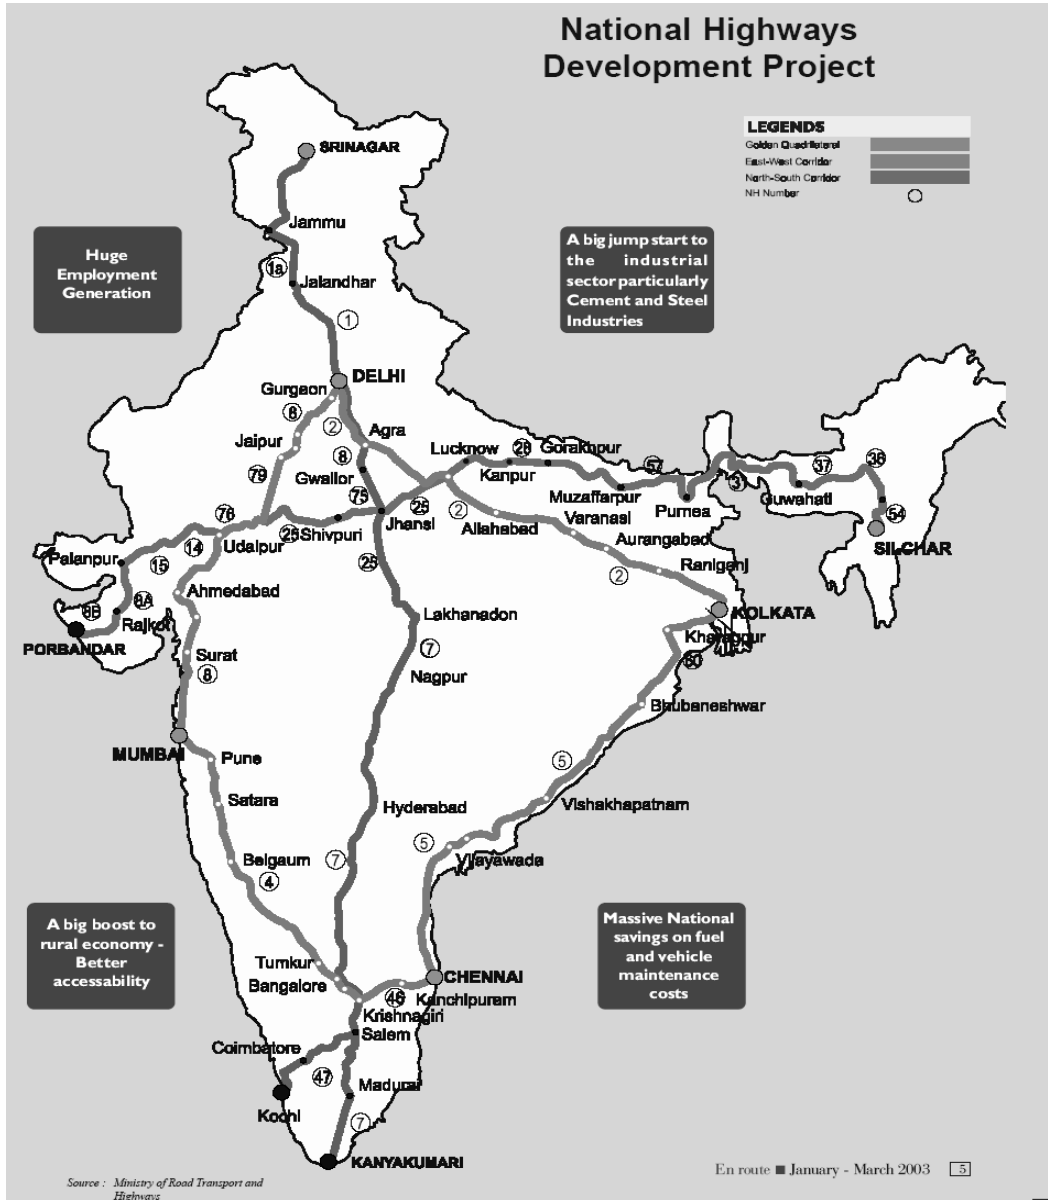 National Highways
Development Project
LEGENDS
Golden Quadrilateral
East-West Corridor
North-South Corridor
NH Number
SRINAGAR
Jammu
Huge
Employment
Generation
A big jump start to
the industrial
sector particularly
Cement and Steel
Industries
1a
Jalandhar
1
DELHI
Gurgaon
8
2
Agra
Jaipur
8
Lucknow
28
Gorakhpur
57
37
36
79
Gwalior
Kanpur
31
Guwahati
75
Muzaffarpur
Purnea
76
25
Shivpuri
Jhansi
25
2
Allahabad
Varanasi
54
14
Udaipur
Aurangabad
SILCHAR
Palanpur
15
25
2
Raniganj
Ahmedabad
8B
8A
Rajkot
Lakhanadon
KOLKATA
PORBANDAR
Surat
7
Kharagpur
8
Nagpur
60
Bhubaneshwar
MUMBAI
Pune
5
Satara
Hyderabad
Vishakhapatnam
5
Belgaum
7
Vijayawada
4
A big boost to
rural economy -
Better
accessability
Massive National
savings on fuel
and vehicle
maintenance
costs
Tumkur
CHENNAI
Bangalore
46
Kanchipuram
Krishnagiri
Salem
Coimbatore
47
Madurai
Kochi
7
KANYAKUMARI
En route ■ January - March 2003 5
Source : Ministry of Road Transport and
Highways